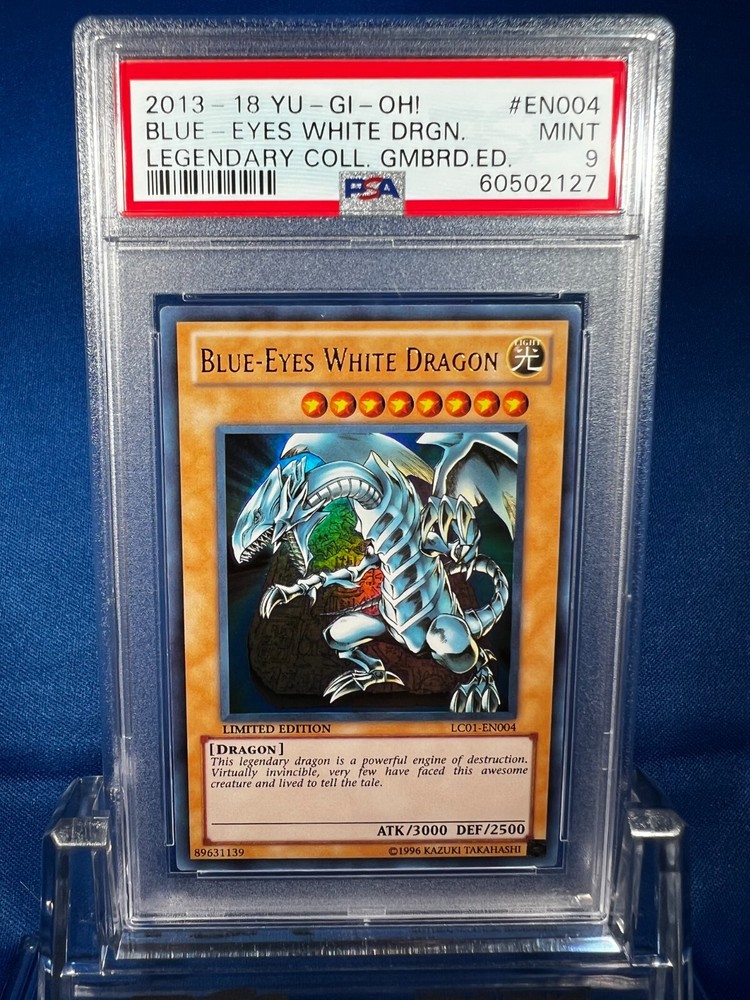 2013-18 YU-GI-OH! #EN004
BLUE-EYES WHITE DRGN. MINT
LEGENDARY COLL. GMBRD.ED. 9
PSA 60502127
BLUE-EYES WHITE DRAGON
LIGHT
光
LIMITED EDITION LC01-EN004
[DRAGON]
This legendary dragon is a powerful engine of destruction.
Virtually invincible, very few have faced this awesome
creature and lived to tell the tale.
ATK/3000 DEF/2500
89631139 ©1996 KAZUKI TAKAHASHI